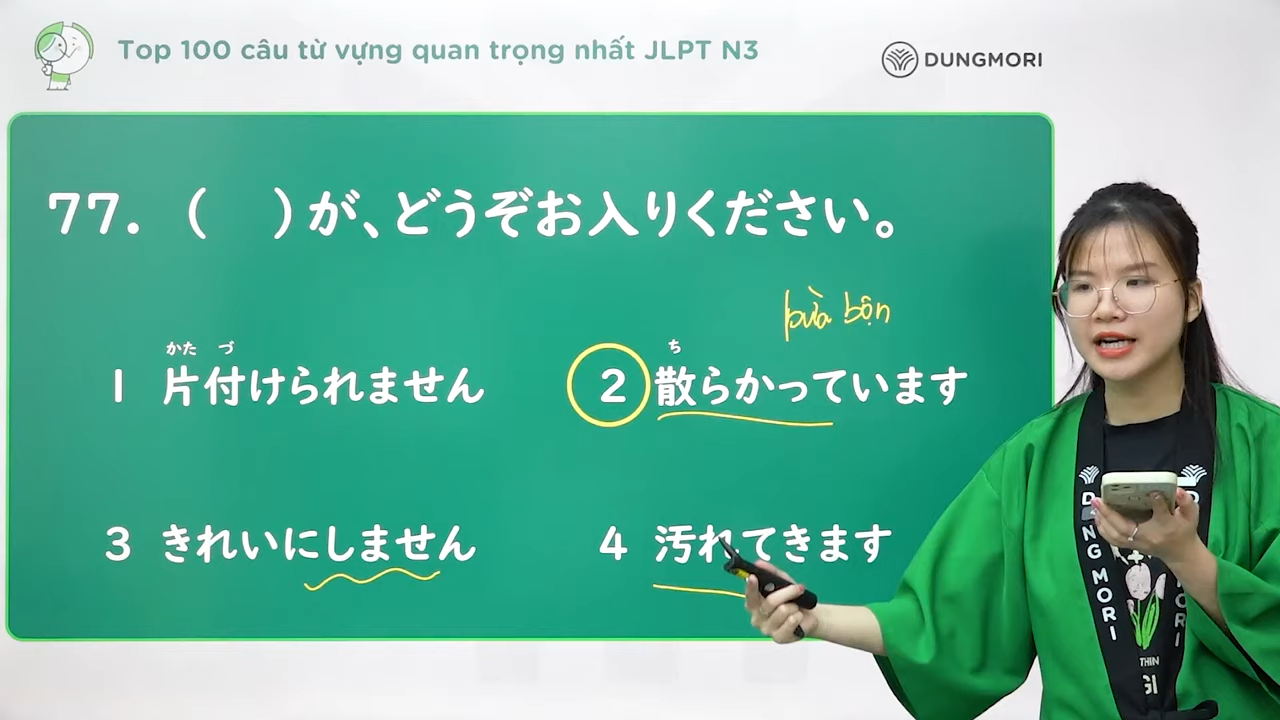 Top 100 câu từ vựng quan trọng nhất JLPT N3
DUNGMORI
77. ( )が、どうぞお入りください。
bừa bộn
かた づ
1 片付けられません
ち
2 散らかっています
3 きれいにしません
4 汚れてきます
DUNGMORI
THIN
GI